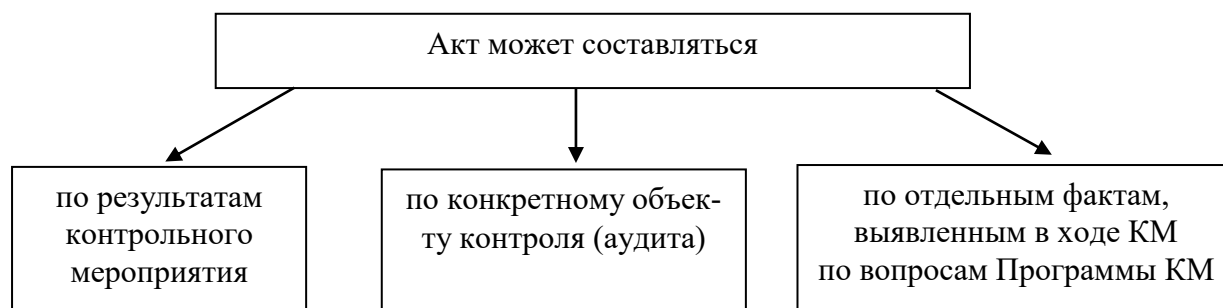 Акт может составляться
по результатам
контрольного
мероприятия
по конкретному объек-
ту контроля (аудита)
по отдельным фактам,
выявленным в ходе КМ
по вопросам Программы КМ